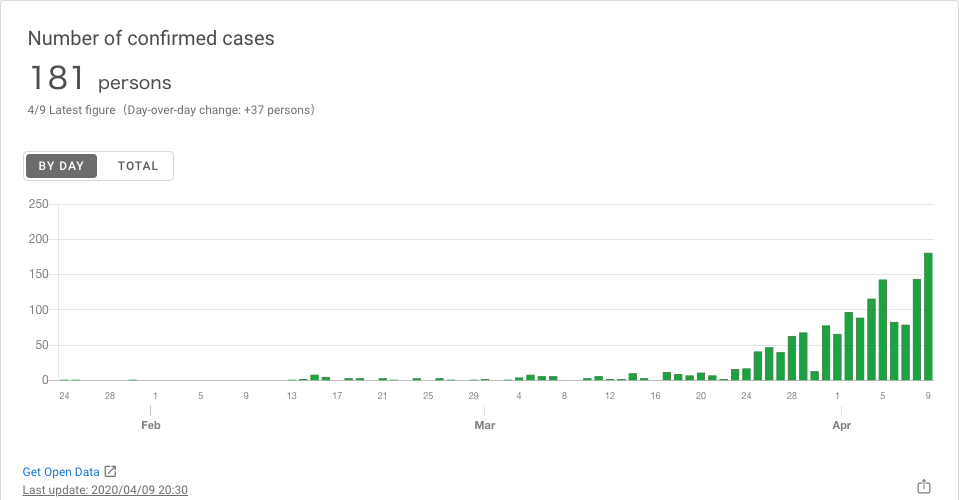 Number of confirmed cases
181 persons
4/9 Latest figure（Day-over-day change: +37 persons）
BY DAY TOTAL
250
200
150
100
50
0
24 28 1 5 9 13 17 21 25 29 4 8 12 16 20 24 28 1 5 9
Feb Mar Apr
Get Open Data
Last update: 2020/04/09 20:30